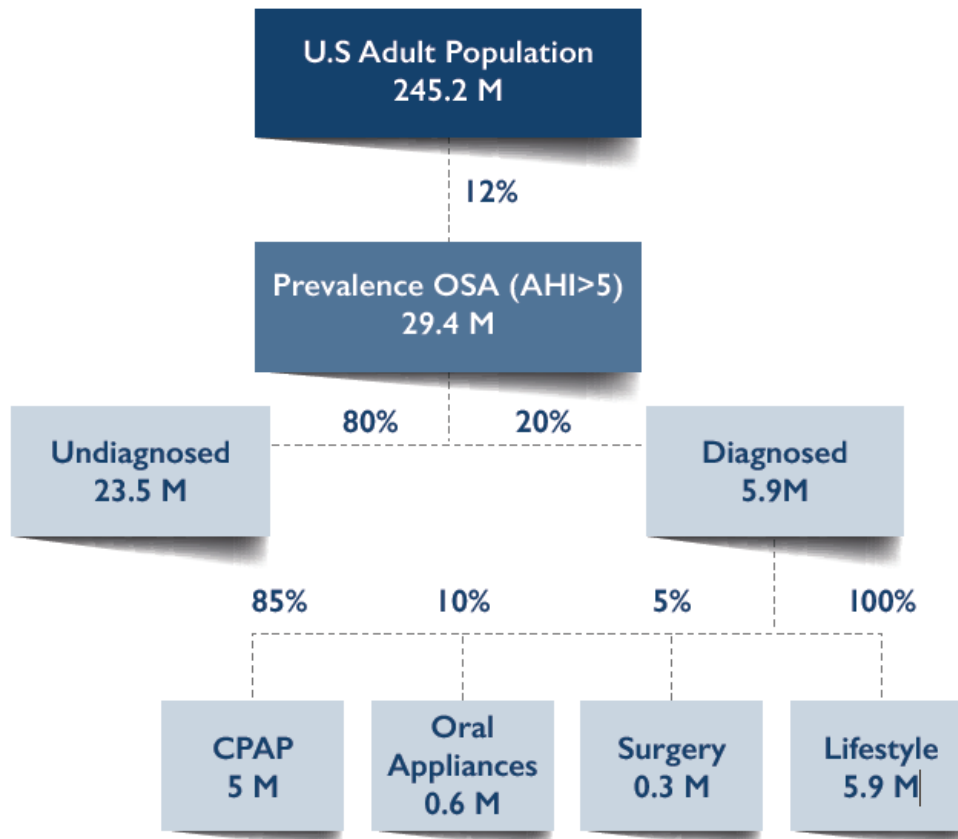 U.S Adult Population
245.2 M
12%
Prevalence OSA (AHI>5)
29.4 M
80%
20%
Undiagnosed
23.5 M
Diagnosed
5.9M
85%
10%
5%
100%
CPAP
5 M
Oral
Appliances
0.6 M
Surgery
0.3 M
Lifestyle
5.9 M